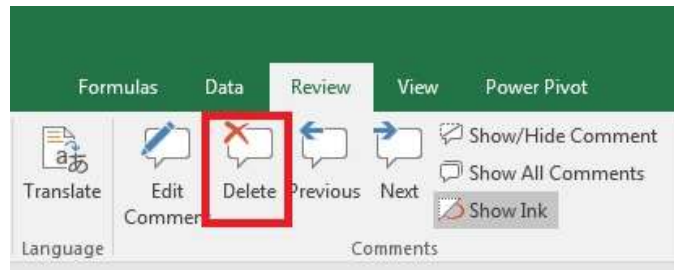 Formulas Data Review View Power Pivot
Translate
Edit
Comment
Delete
Previous
Next
Show/Hide Comment
Show All Comments
Show Ink
Language Comments